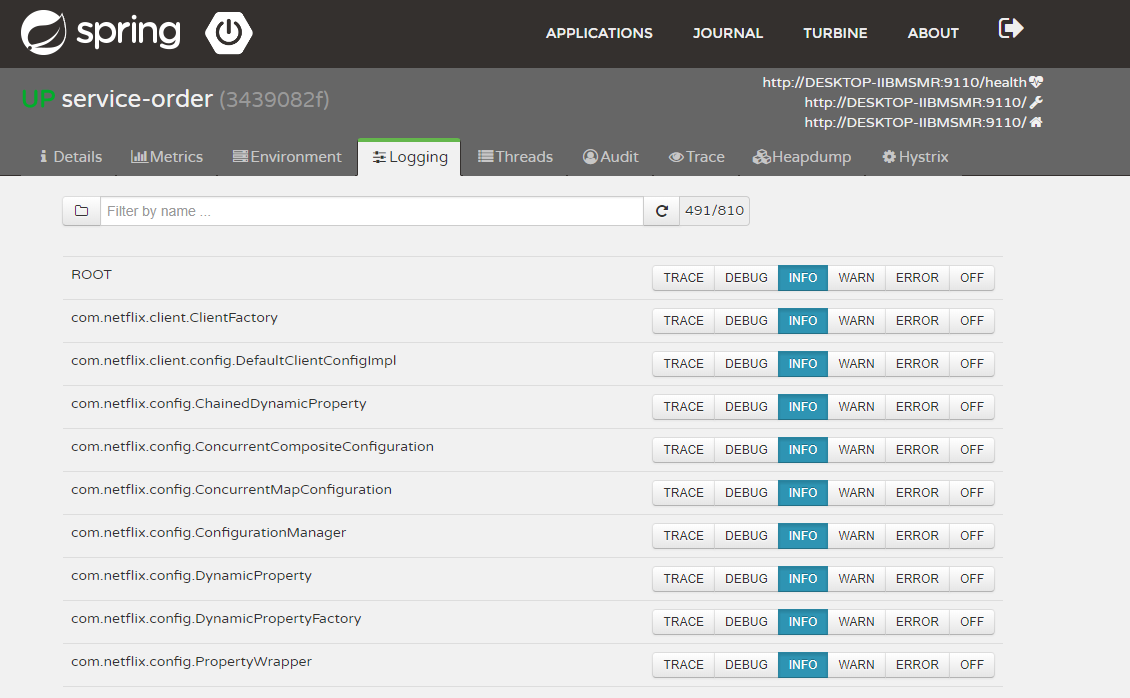 spring APPLICATIONS JOURNAL TURBINE ABOUT
UP service-order (3439082f)
http://DESKTOP-IIBMSMR:9110/health
http://DESKTOP-IIBMSMR:9110/
http://DESKTOP-IIBMSMR:9110/
Details Metrics Environment Logging Threads Audit Trace Heapdump Hystrix
Filter by name ... 491/810
ROOT TRACE DEBUG INFO WARN ERROR OFF
com.netflix.client.ClientFactory TRACE DEBUG INFO WARN ERROR OFF
com.netflix.client.config.DefaultClientConfigImpl TRACE DEBUG INFO WARN ERROR OFF
com.netflix.config.ChainedDynamicProperty TRACE DEBUG INFO WARN ERROR OFF
com.netflix.config.ConcurrentCompositeConfiguration TRACE DEBUG INFO WARN ERROR OFF
com.netflix.config.ConcurrentMapConfiguration TRACE DEBUG INFO WARN ERROR OFF
com.netflix.config.ConfigurationManager TRACE DEBUG INFO WARN ERROR OFF
com.netflix.config.DynamicProperty TRACE DEBUG INFO WARN ERROR OFF
com.netflix.config.DynamicPropertyFactory TRACE DEBUG INFO WARN ERROR OFF
com.netflix.config.PropertyWrapper TRACE DEBUG INFO WARN ERROR OFF